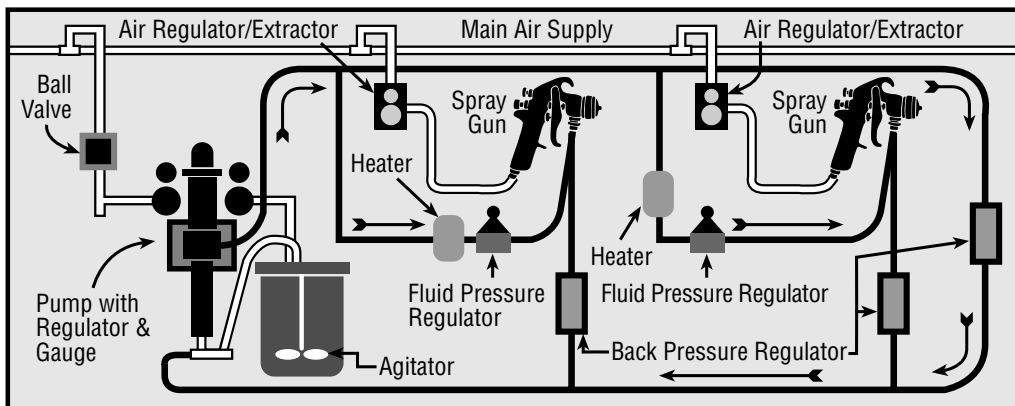 Air Regulator/Extractor
Main Air Supply
Air Regulator/Extractor
Ball
Valve
Spray
Gun
Spray
Gun
Heater
Heater
Pump with
Regulator &
Gauge
Fluid Pressure
Regulator
Fluid Pressure Regulator
Agitator
Back Pressure Regulator